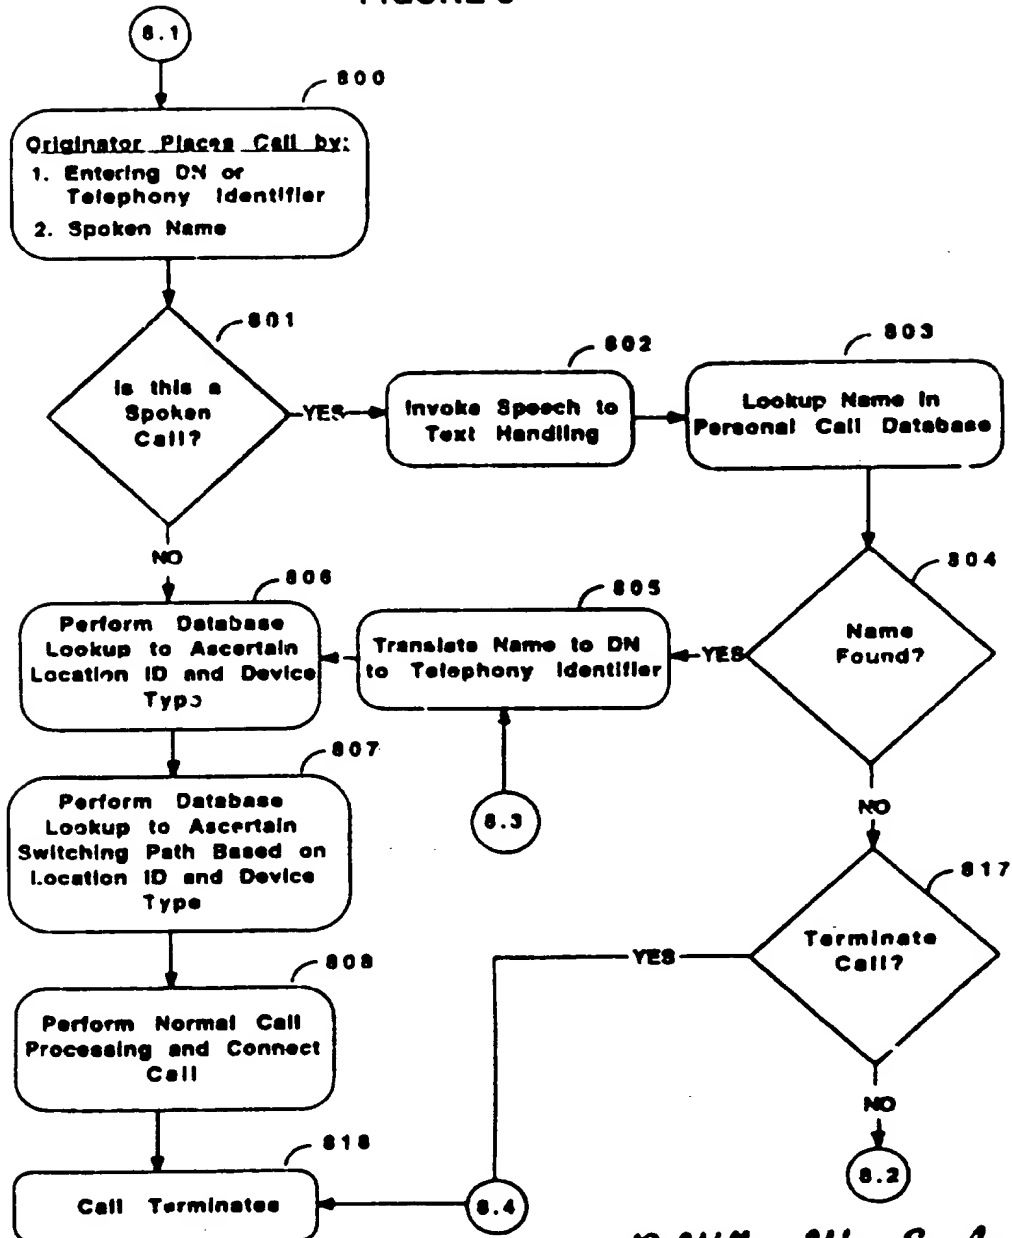 8.1
800
Originator Places Call by:
1. Entering DN or
Telephony Identifier
2. Spoken Name
801
Is this a
Spoken
Call?
YES
802
Invoke Speech to
Text Handling
803
Lookup Name in
Personal Call Database
NO
806
Perform Database
Lookup to Ascertain
Location ID and Device
Type
805
Translate Name to DN
to Telephony Identifier
YES
804
Name
Found?
807
Perform Database
Lookup to Ascertain
Switching Path Based on
Location ID and Device
Type
8.3
NO
817
Terminate
Call?
YES
808
Perform Normal Call
Processing and Connect
Call
NO
818
Call Terminates
8.4
8.2